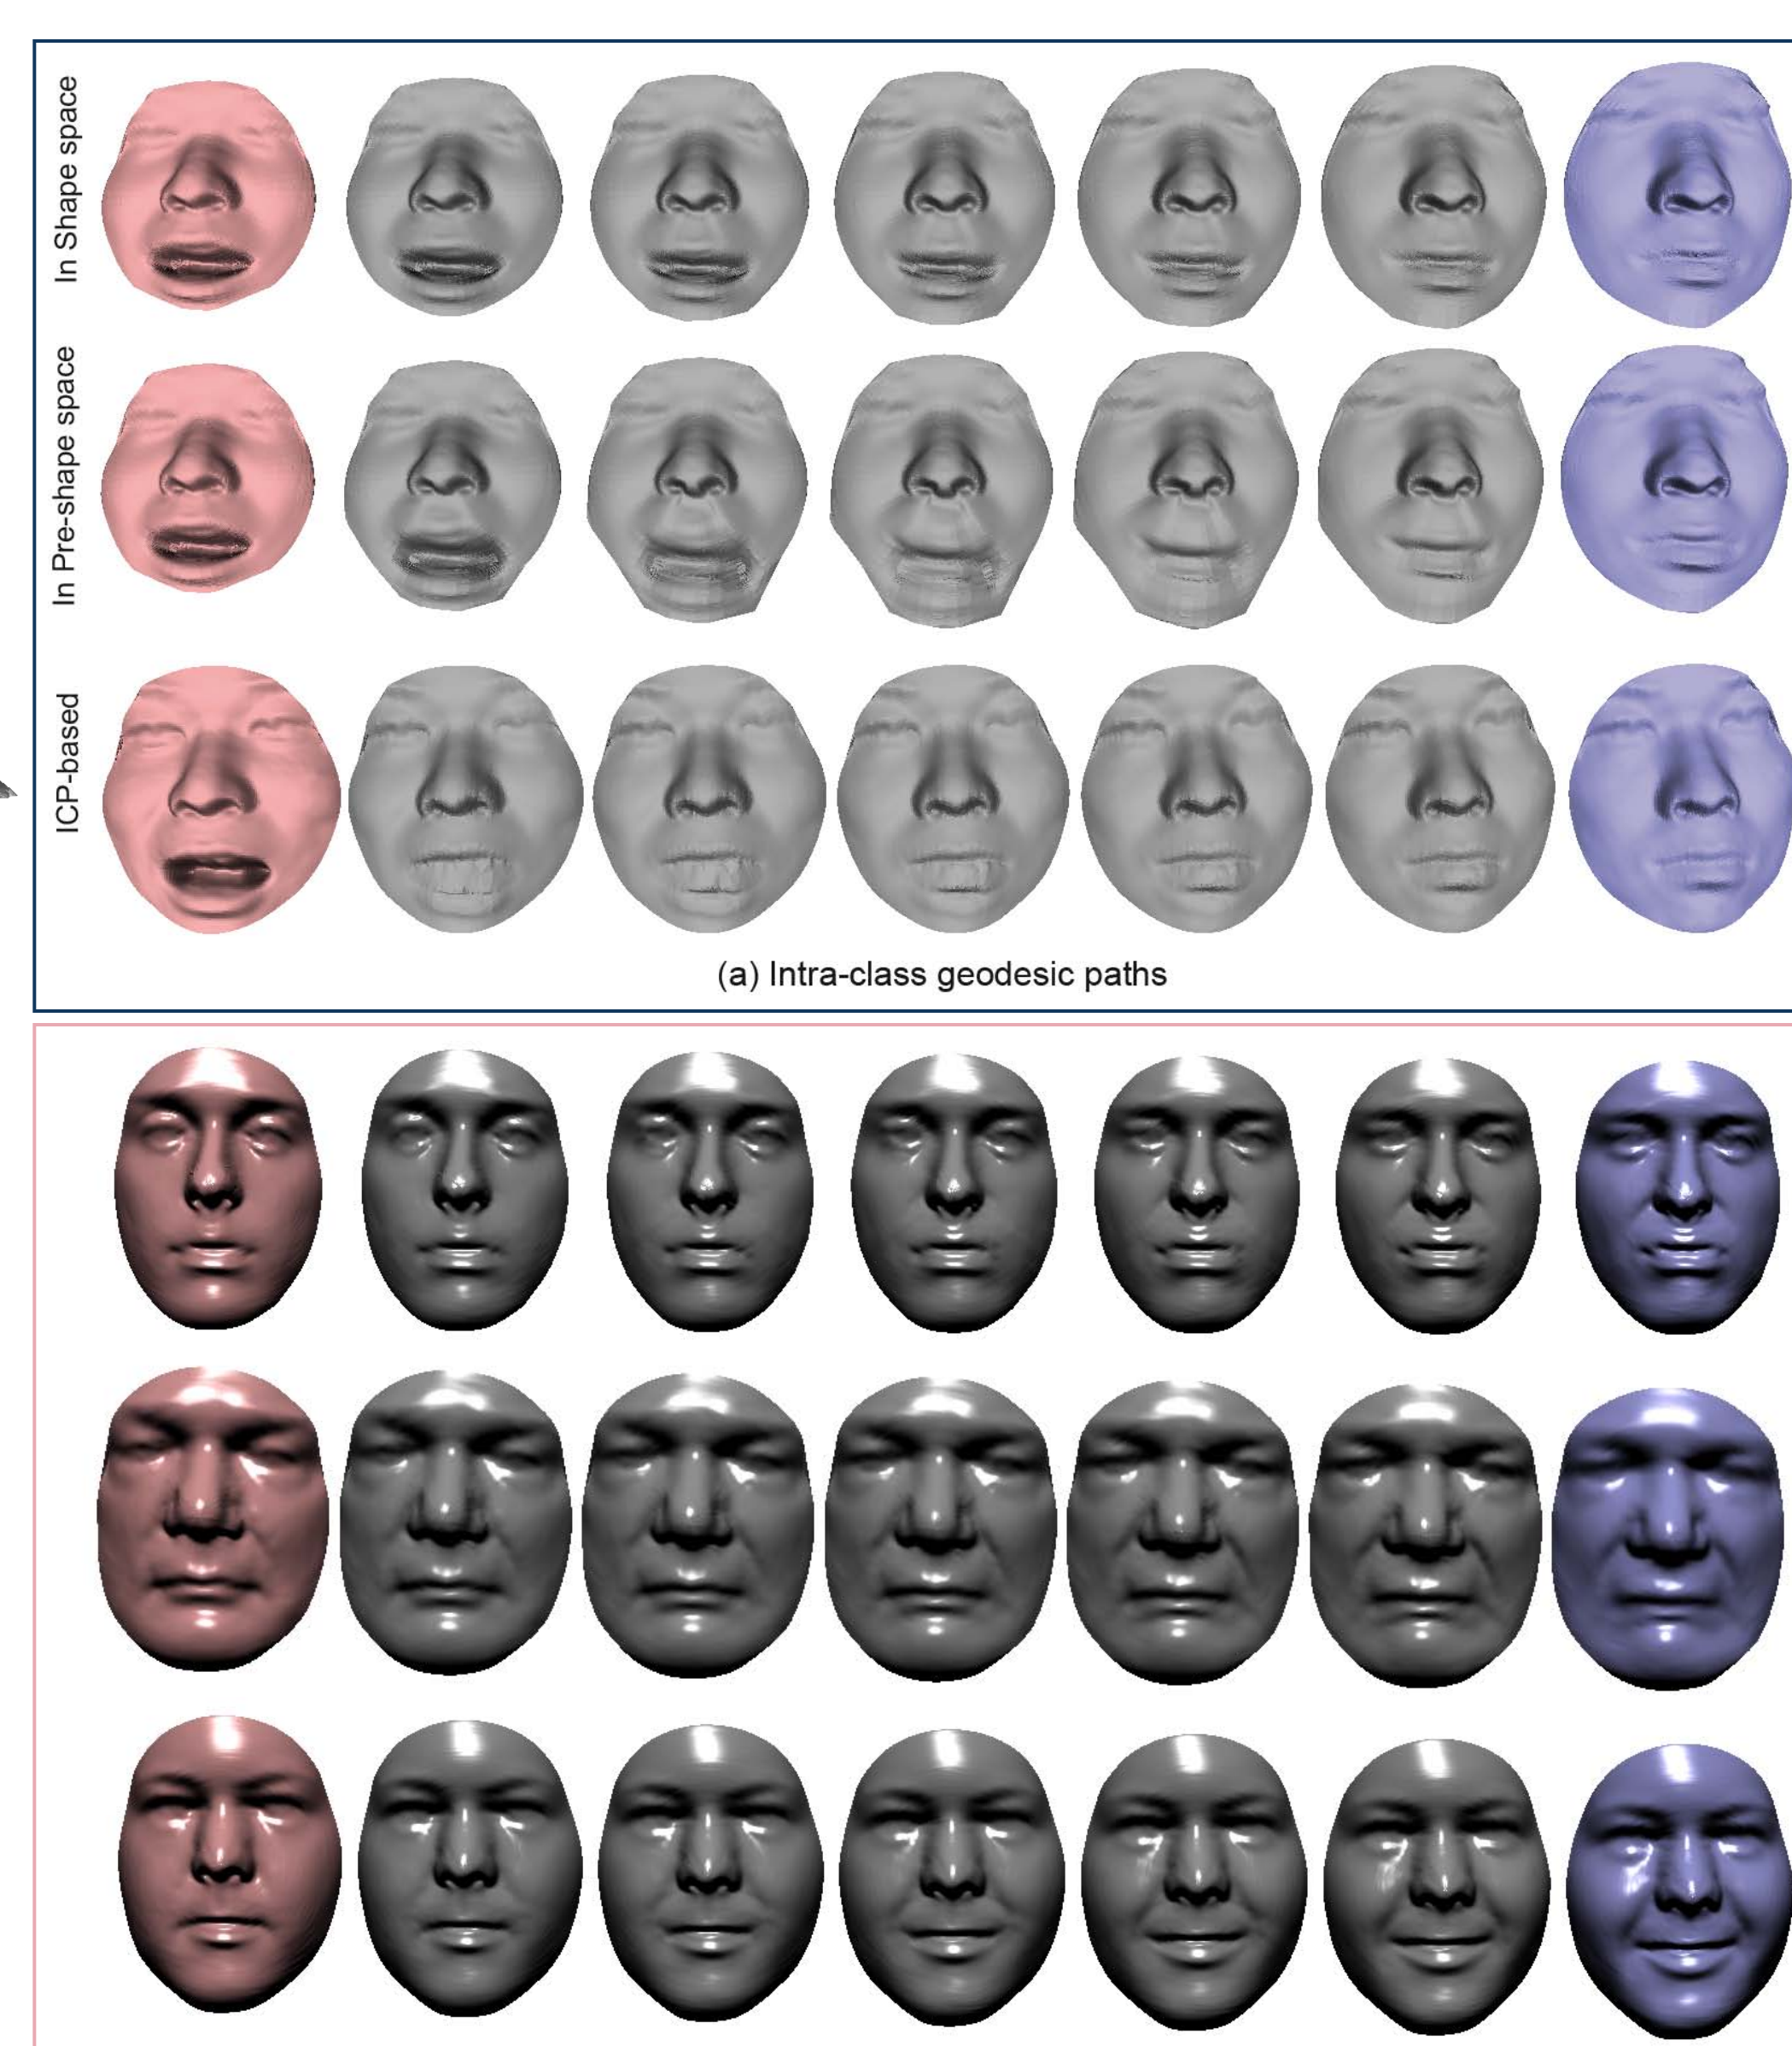 In Shape space
In Pre-shape space
ICP-based
(a) Intra-class geodesic paths